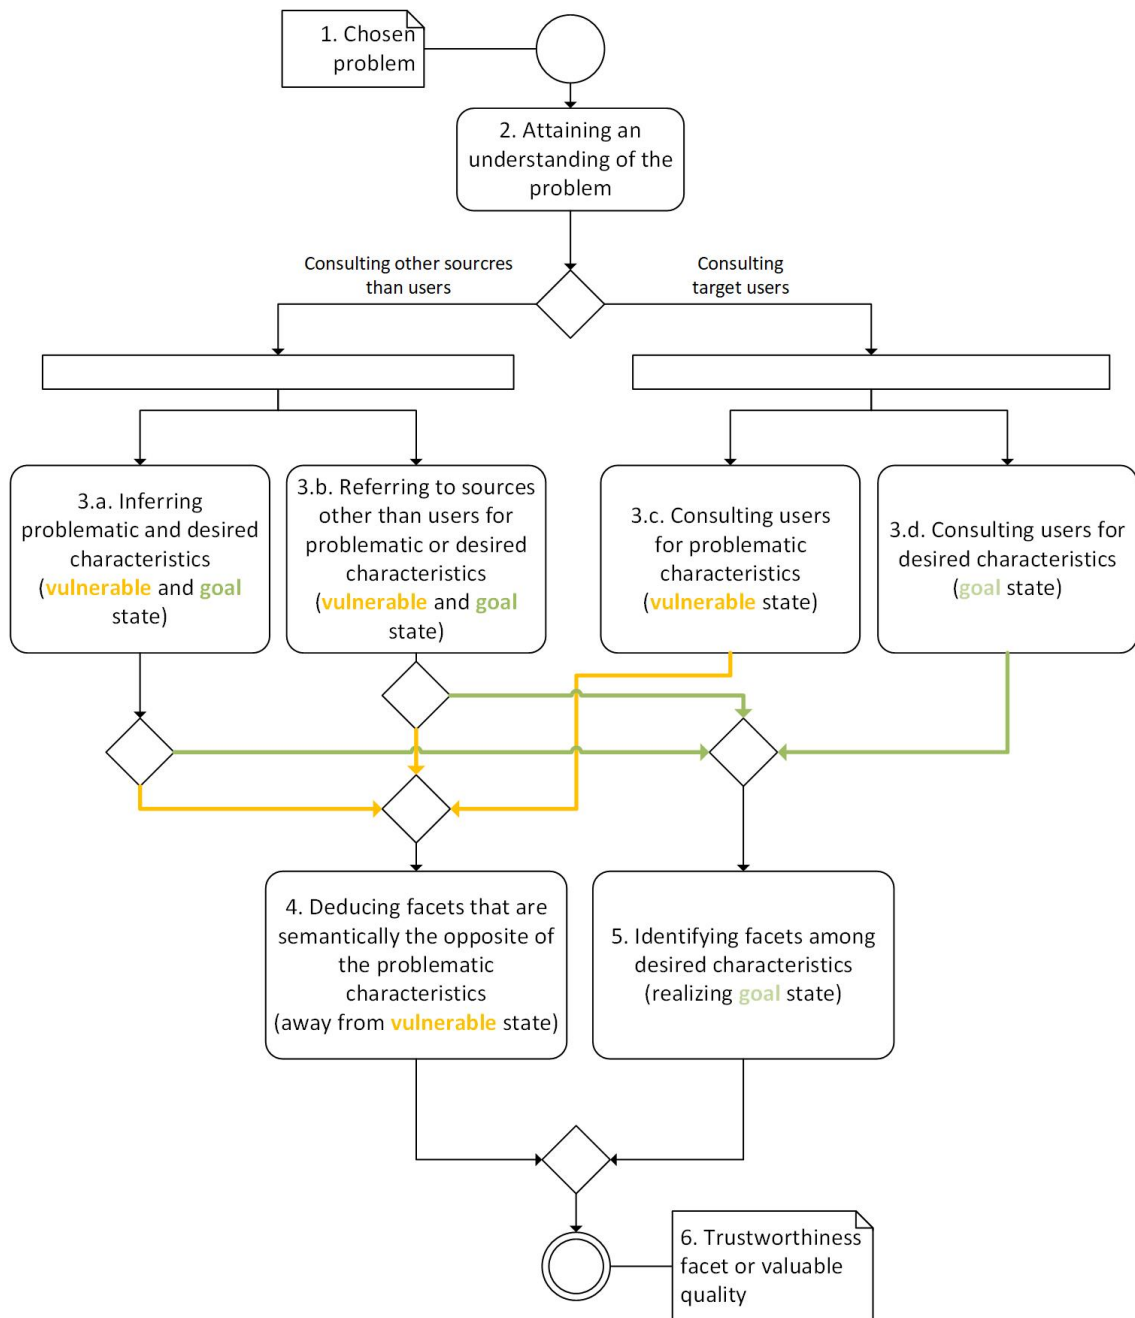 1. Chosen
problem
2. Attaining an
understanding of the
problem
Consulting other sourcres
than users
Consulting
target users
3.a. Inferring
problematic and desired
characteristics
(vulnerable and goal
state)
3.b. Referring to sources
other than users for
problematic or desired
characteristics
(vulnerable and goal
state)
3.c. Consulting users
for problematic
characteristics
(vulnerable state)
3.d. Consulting users for
desired characteristics
(goal state)
4. Deducing facets that are
semantically the opposite of
the problematic
characteristics
(away from vulnerable state)
5. Identifying facets among
desired characteristics
(realizing goal state)
6. Trustworthiness
facet or valuable
quality